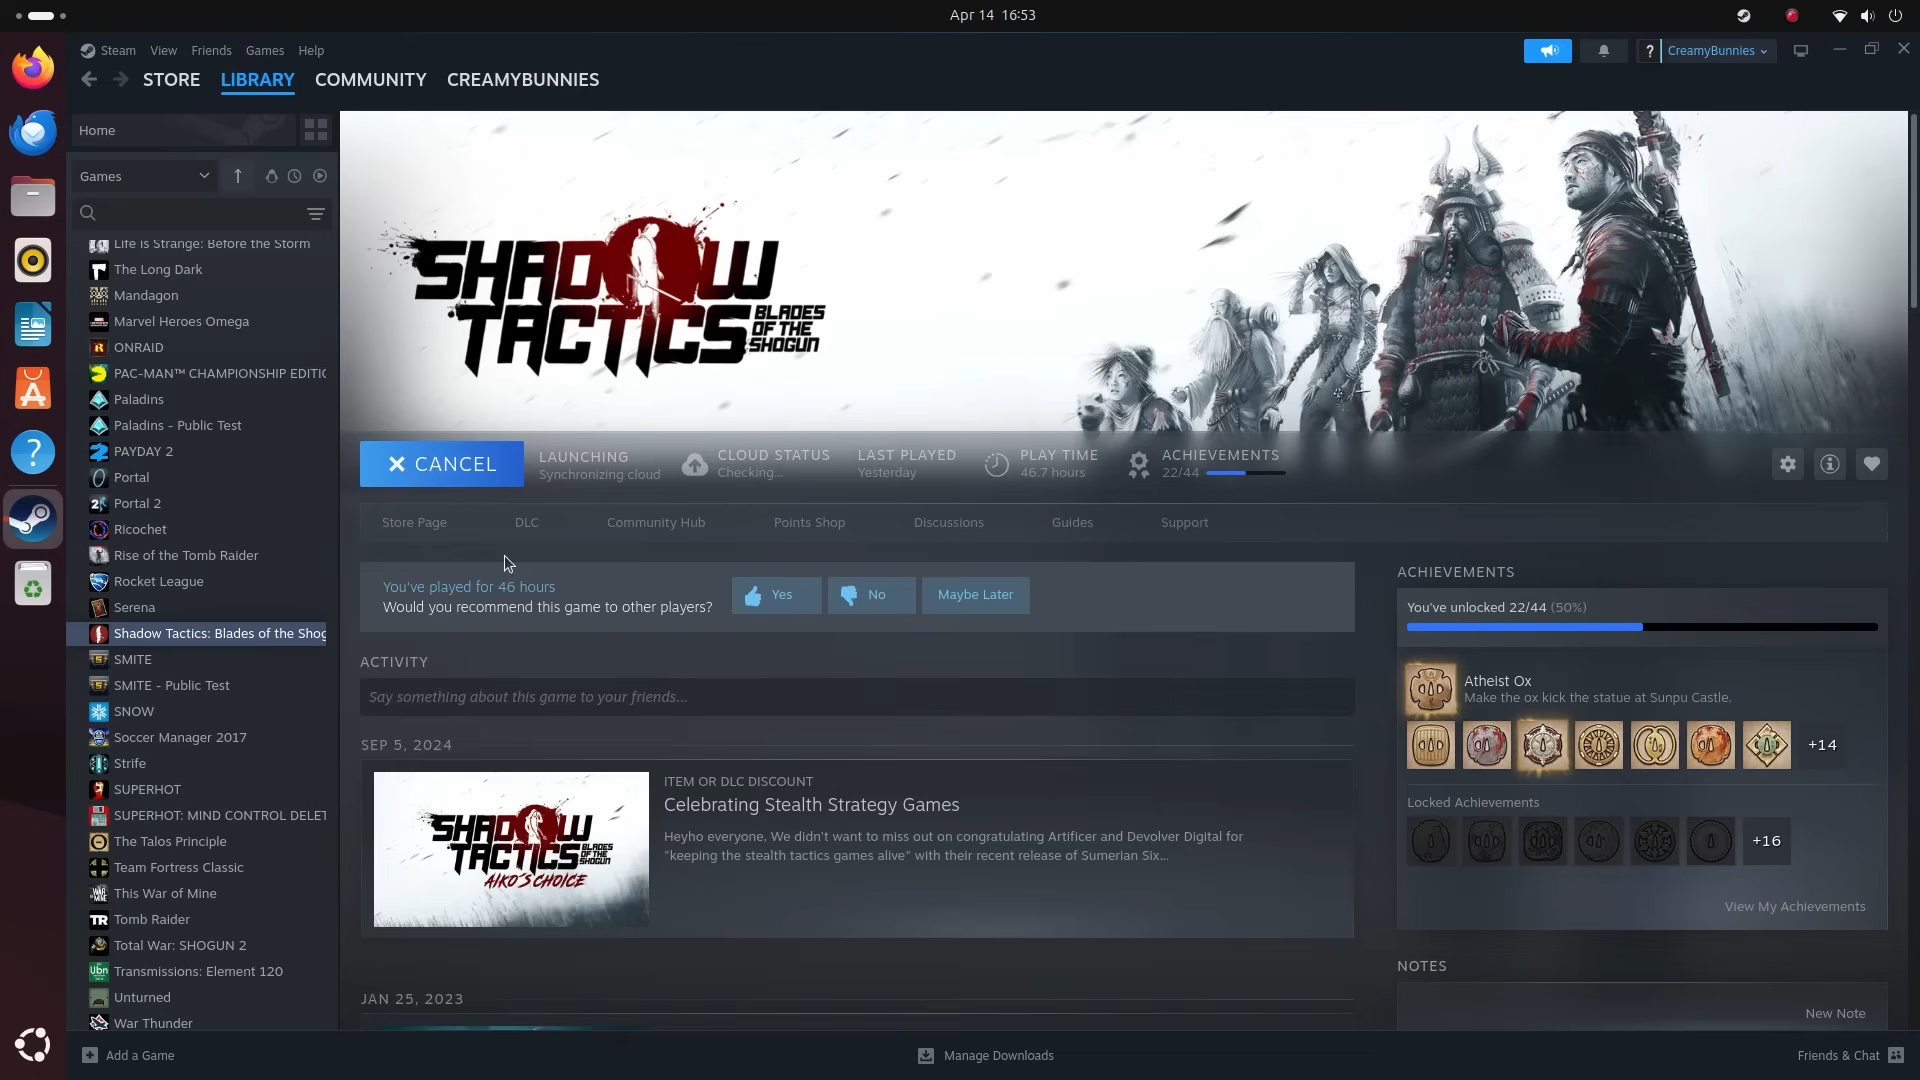 Apr 14 16:53
Steam View Friends Games Help
CreamyBunnies
STORE LIBRARY COMMUNITY CREAMYBUNNIES
Home
Games
Life is Strange: Before the Storm
The Long Dark
Mandagon
Marvel Heroes Omega
ONRAID
PAC-MAN™ CHAMPIONSHIP EDITIO
Paladins
Paladins - Public Test
PAYDAY 2
Portal
Portal 2
Ricochet
Rise of the Tomb Raider
Rocket League
Serena
Shadow Tactics: Blades of the Shog
SMITE
SMITE - Public Test
SNOW
Soccer Manager 2017
Strife
SUPERHOT
SUPERHOT: MIND CONTROL DELET
The Talos Principle
Team Fortress Classic
This War of Mine
Tomb Raider
Total War: SHOGUN 2
Transmissions: Element 120
Unturned
War Thunder
SHADOW
TACTICS
BLADES
OF THE
SHOGUN
CANCEL
LAUNCHING
Synchronizing cloud
CLOUD STATUS
Checking...
LAST PLAYED
Yesterday
PLAY TIME
46.7 hours
ACHIEVEMENTS
22/44
Store Page DLC Community Hub Points Shop Discussions Guides Support
You've played for 46 hours
Would you recommend this game to other players?
Yes No Maybe Later
ACTIVITY
Say something about this game to your friends...
SEP 5, 2024
SHADOW
TACTICS
BLADES
OF THE
SHOGUN
AIKO'S CHOICE
ITEM OR DLC DISCOUNT
Celebrating Stealth Strategy Games
Heyho everyone, We didn't want to miss out on congratulating Artificer and Devolver Digital for
"keeping the stealth tactics games alive" with their recent release of Sumerian Six...
JAN 25, 2023
ACHIEVEMENTS
You've unlocked 22/44 (50%)
Atheist Ox
Make the ox kick the statue at Sunpu Castle.
+14
Locked Achievements
+16
View My Achievements
NOTES
New Note
Add a Game
Manage Downloads
Friends & Chat